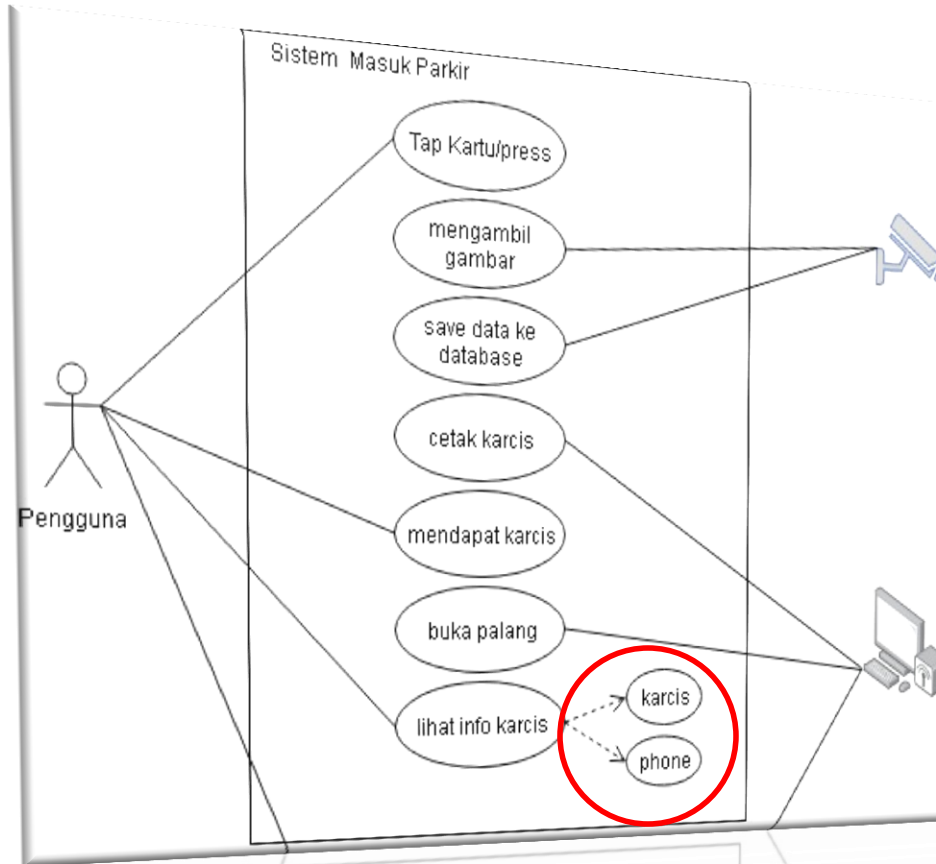 Sistem Masuk Parkir
Tap Kartu/press
mengambil
gambar
save data ke
database
cetak karcis
Pengguna
mendapat karcis
buka palang
lihat info karcis
karcis
phone